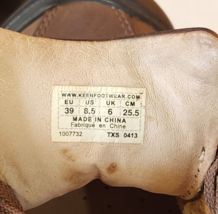 WWW.KEENFOOTWEAR.COM
EU US UK CM
39 8.5 6 25.5
MADE IN CHINA
Fabriqué en Chine
1007732 TXS 0413